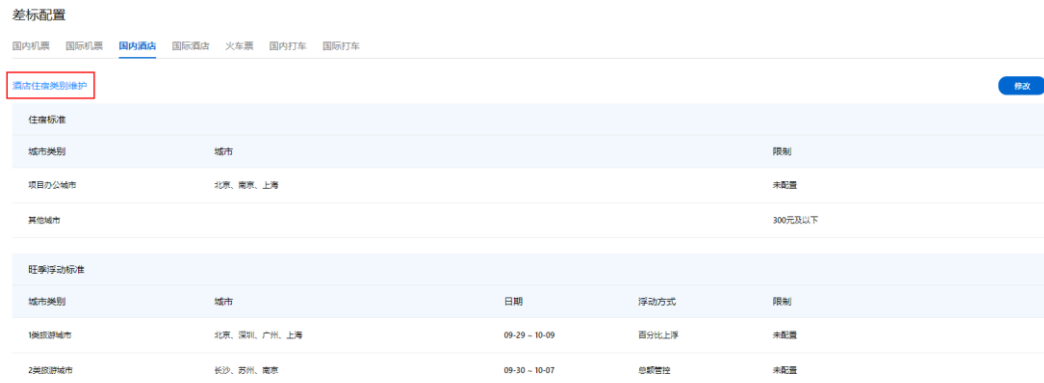 差标配置
国内机票 国际机票 国内酒店 国际酒店 火车票 国内打车 国际打车
酒店住宿类别维护 修改
住宿标准
城市类别 城市 限制
项目办公城市 北京、南京、上海 未配置
其他城市 300元及以下
旺季浮动标准
城市类别 城市 日期 浮动方式 限制
1类旅游城市 北京、深圳、广州、上海 09-29 ~ 10-09 百分比上浮 未配置
2类旅游城市 长沙、苏州、南京 09-30 ~ 10-07 总额管控 未配置